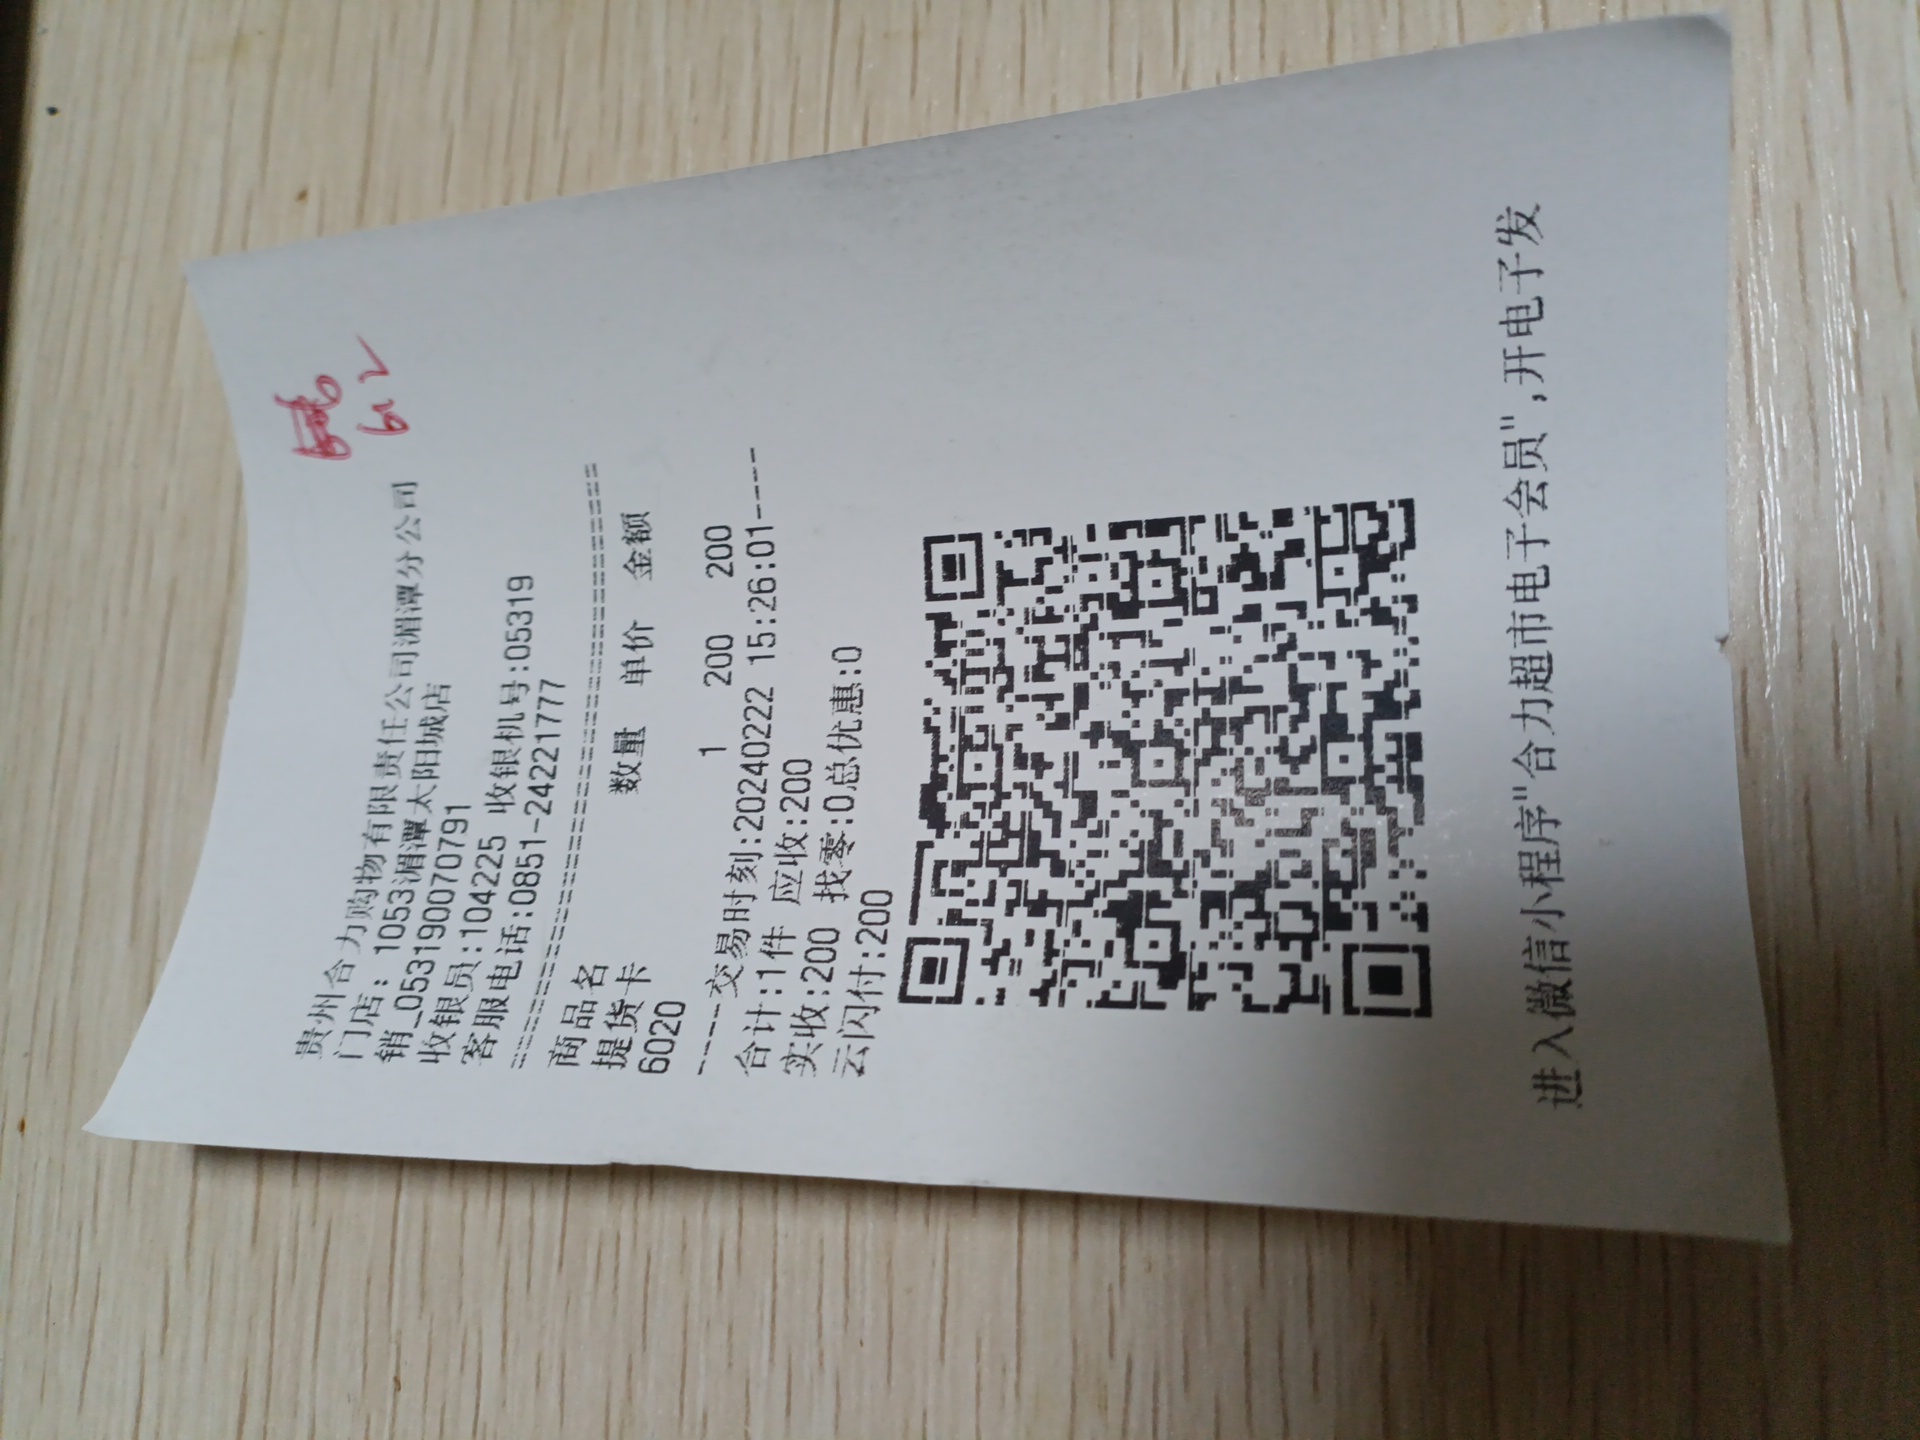 贵州合力购物有限责任公司湄潭分公司
门店: 1053湄潭太阳城店
销_0531900070791
收银员:104225 收银机号:05319
客服电话:0851-24221777
================================
商品名 数量 单价 金额
提货卡
6020 1 200 200
----交易时刻:20240222 15:26:01----
合计:1件 应收:200
实收:200 找零:0总优惠:0
云闪付:200
进入微信小程序"合力超市电子会员",开电子发